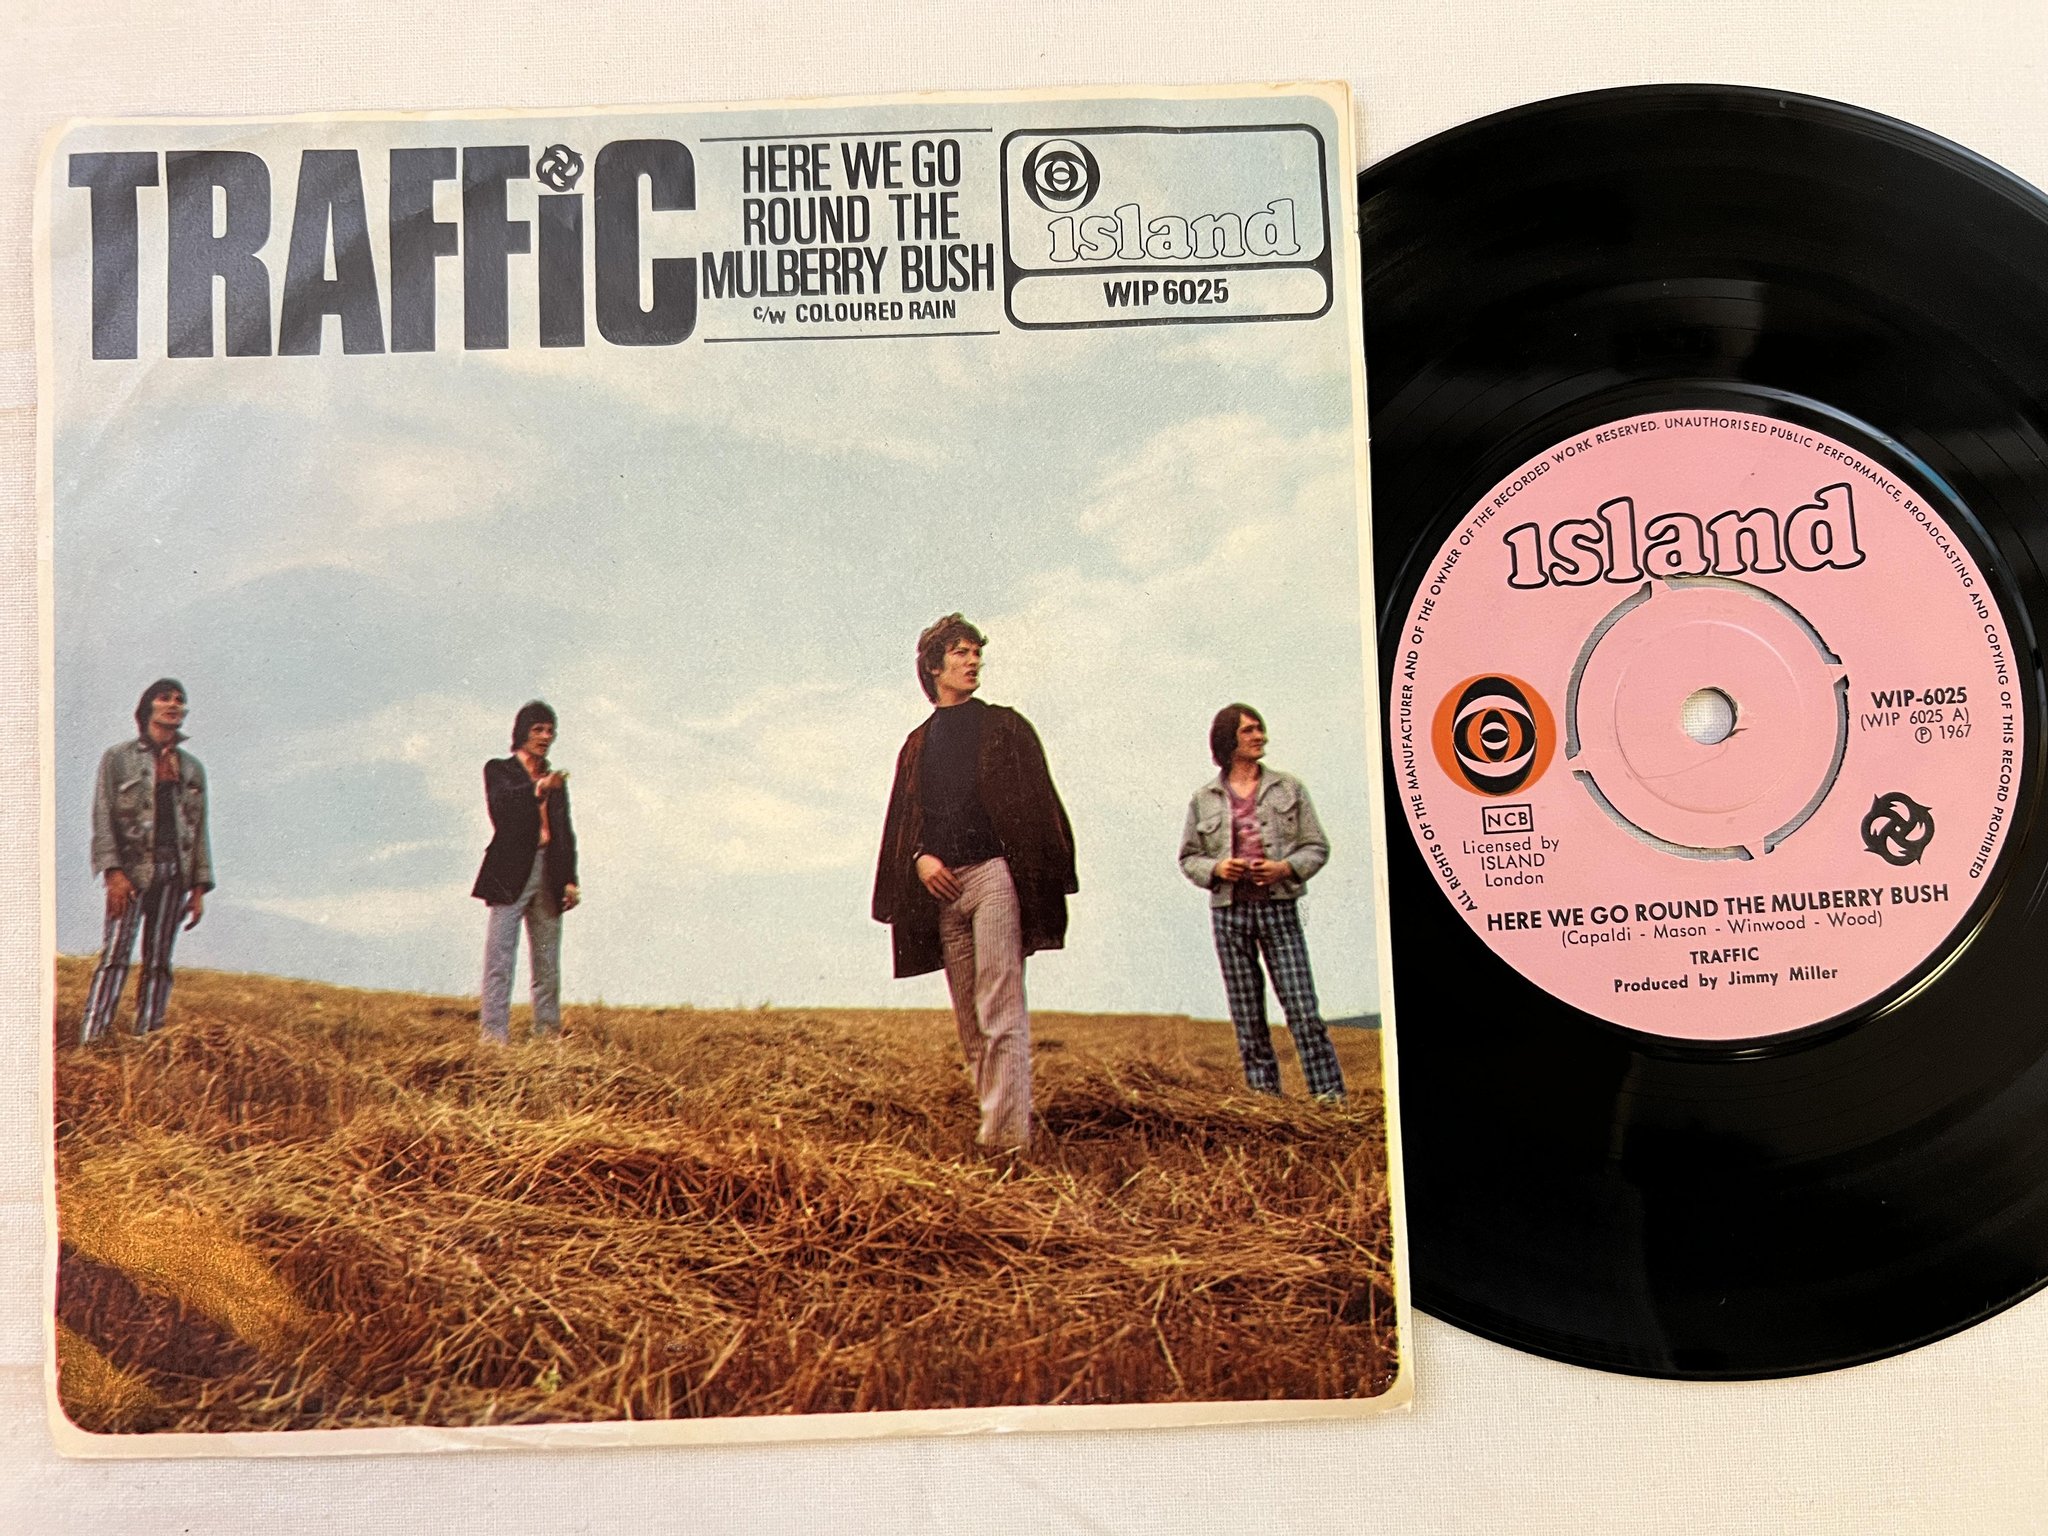 TRAFFiC
HERE WE GO
ROUND THE
MULBERRY BUSH
c/w COLOURED RAIN
island
WIP 6025
ALL RIGHTS OF THE MANUFACTURER AND OF THE OWNER OF THE RECORDED WORK RESERVED. UNAUTHORISED PUBLIC PERFORMANCE, BROADCASTING AND COPYING OF THIS RECORD PROHIBITED
island
WIP-6025
(WIP 6025 A)
℗ 1967
NCB
Licensed by
ISLAND
London
HERE WE GO ROUND THE MULBERRY BUSH
(Capaldi - Mason - Winwood - Wood)
TRAFFIC
Produced by Jimmy Miller